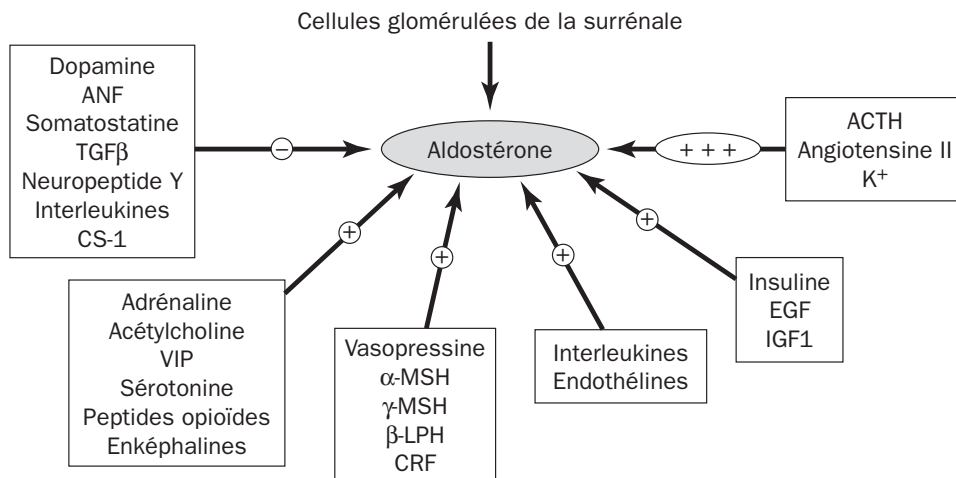 Cellules glomérulées de la surrénale
Dopamine
ANF
Somatostatine
TGFβ
Neuropeptide Y
Interleukines
CS-1
−
Aldostérone
+ + +
ACTH
Angiotensine II
K⁺
+
+
+
+
Adrénaline
Acétylcholine
VIP
Sérotonine
Peptides opioïdes
Enképhalines
Vasopressine
α-MSH
γ-MSH
β-LPH
CRF
Interleukines
Endothélines
Insuline
EGF
IGF1